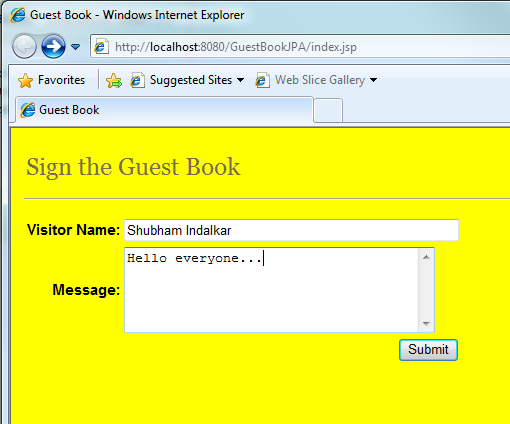 Guest Book - Windows Internet Explorer
http://localhost:8080/GuestBookJPA/index.jsp
Favorites Suggested Sites Web Slice Gallery
Guest Book
Sign the Guest Book
Visitor Name: Shubham Indalkar
Hello everyone...
Message:
Submit